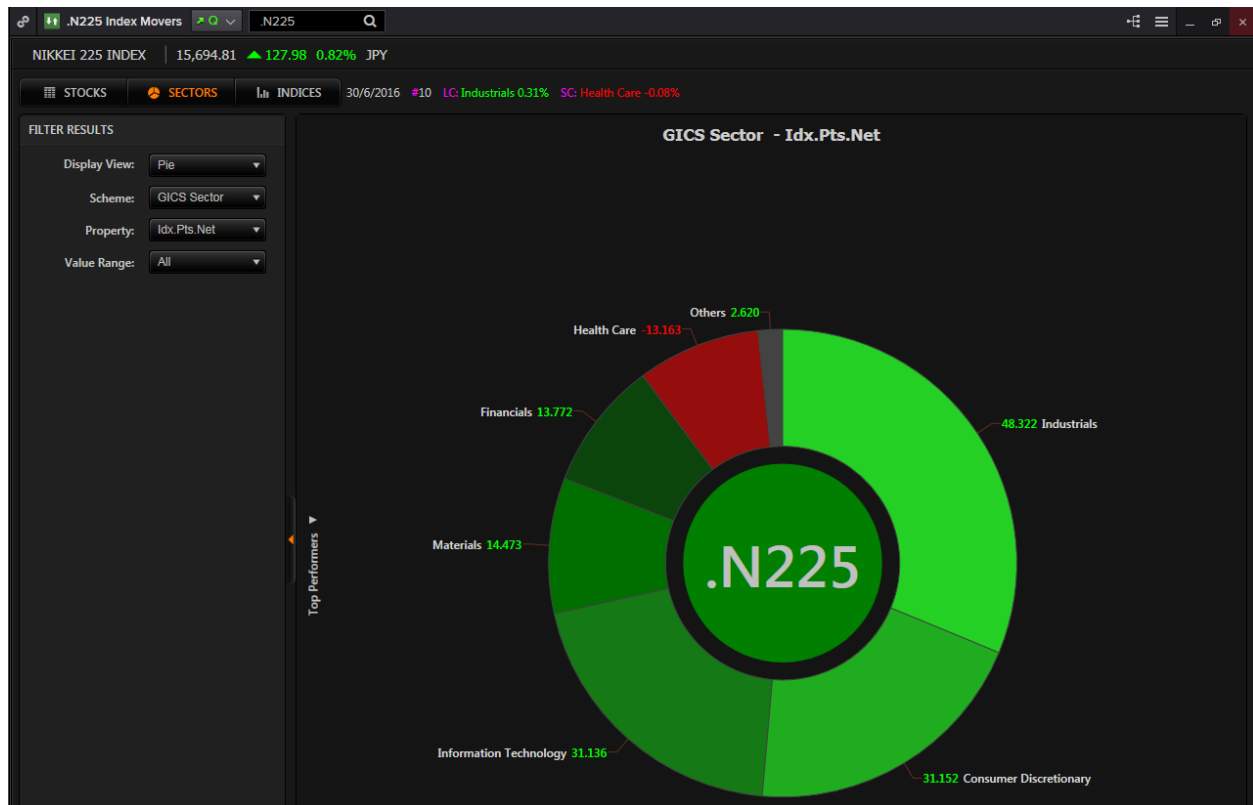 .N225 Index Movers Q .N225
NIKKEI 225 INDEX 15,694.81 127.98 0.82% JPY
STOCKS SECTORS INDICES 30/6/2016 #10 LC: Industrials 0.31% SC: Health Care -0.08%
FILTER RESULTS
Display View: Pie
Scheme: GICS Sector
Property: Idx.Pts.Net
Value Range: All
Top Performers
GICS Sector - Idx.Pts.Net
Others 2.620
Health Care -13.163
Financials 13.772
48.322 Industrials
Materials 14.473
.N225
Information Technology 31.136
31.152 Consumer Discretionary